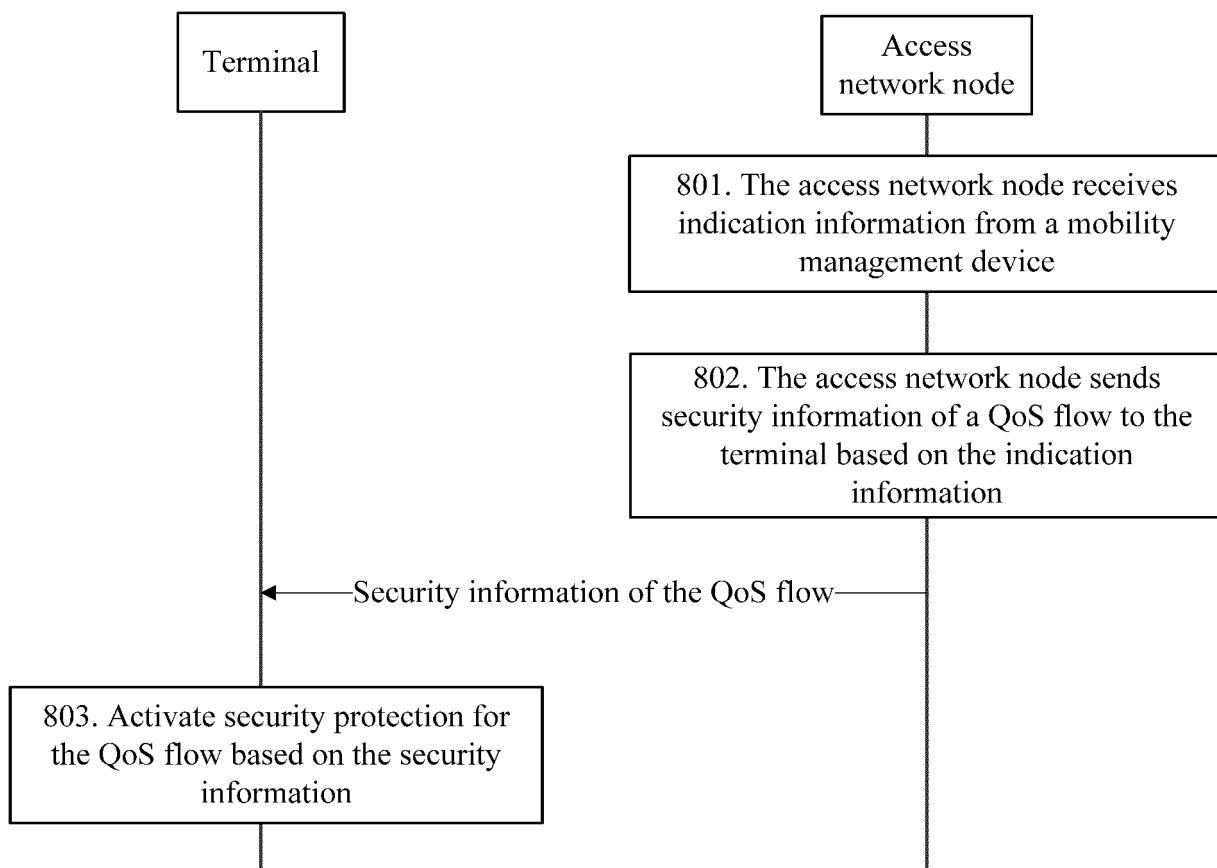 Terminal
Access
network node
801. The access network node receives
indication information from a mobility
management device
802. The access network node sends
security information of a QoS flow to the
terminal based on the indication
information
Security information of the QoS flow
803. Activate security protection for
the QoS flow based on the security
information